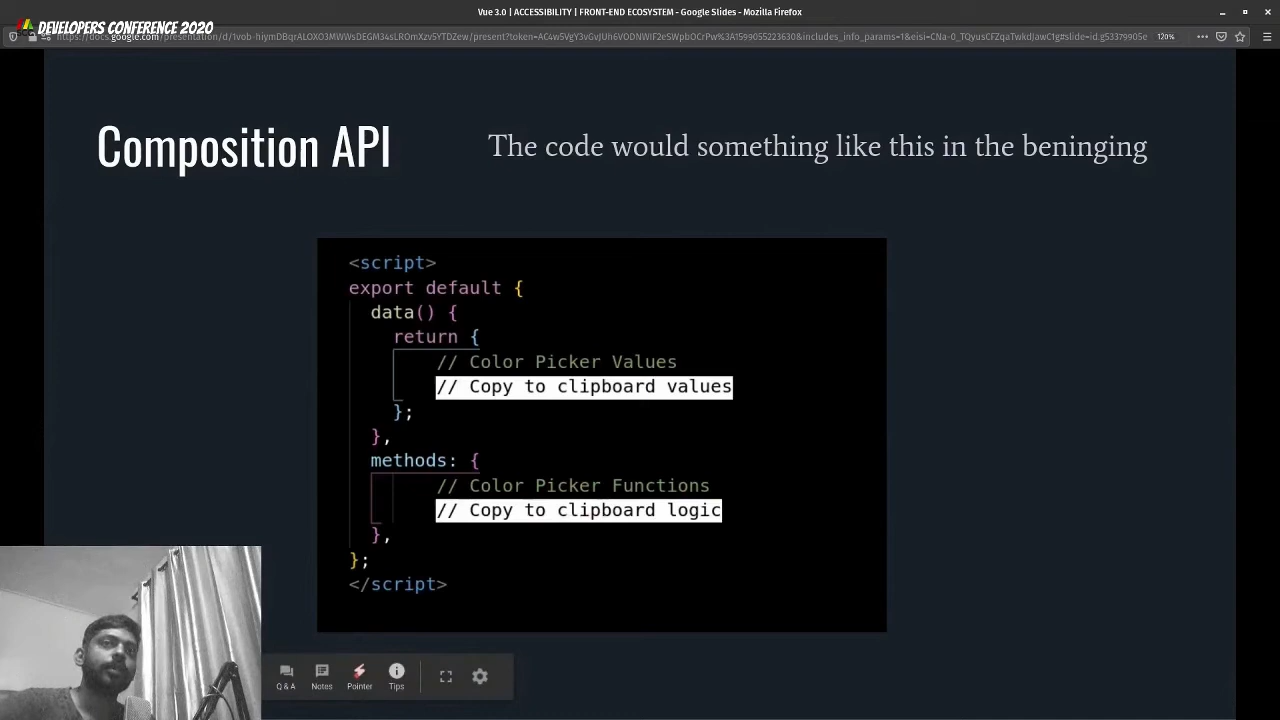 Vue 3.0 | ACCESSIBILITY | FRONT-END ECOSYSTEM - Google Slides - Mozilla Firefox
DEVELOPERS CONFERENCE 2020
120%
Composition API
The code would something like this in the beninging
<script>
export default {
data() {
return {
// Color Picker Values
// Copy to clipboard values
};
},
methods: {
// Color Picker Functions
// Copy to clipboard logic
},
};
</script>
Q & A
Notes
Pointer
Tips